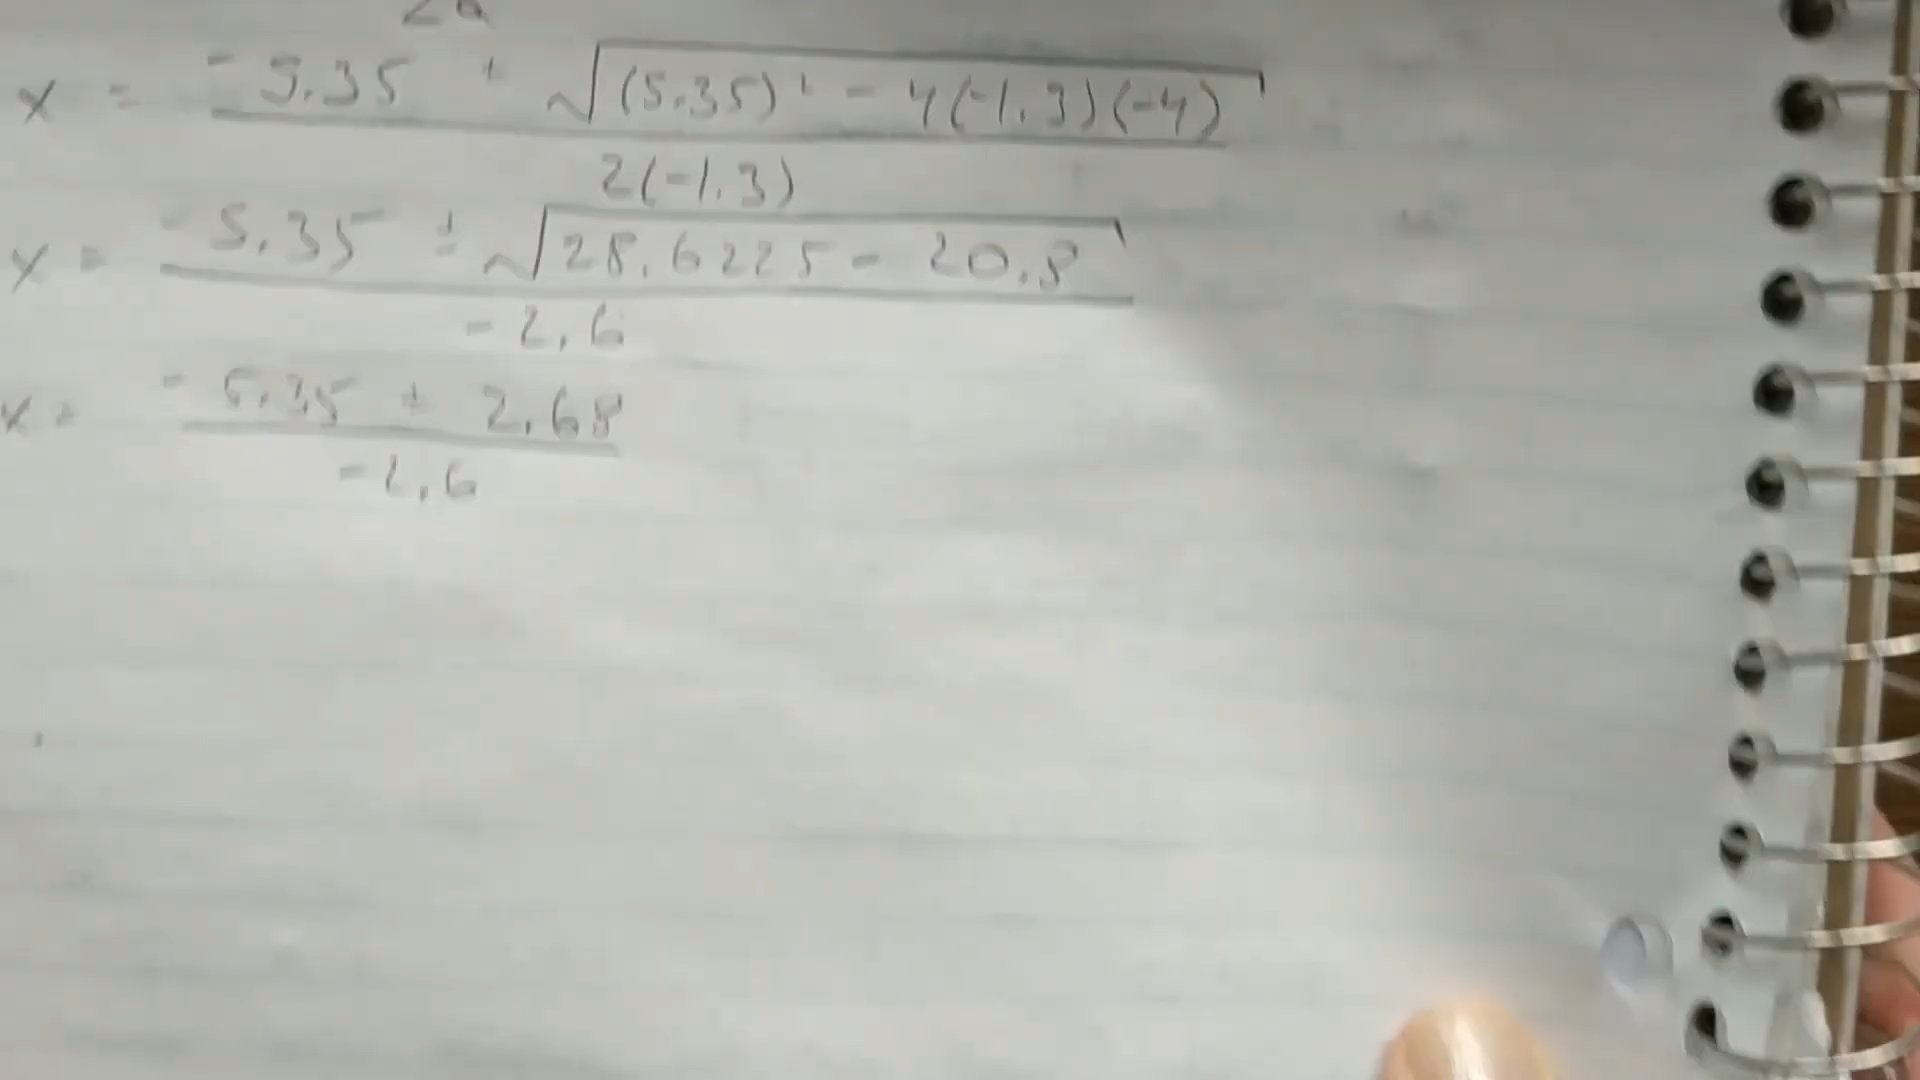 2a
x = -5.35 ± √(5.35)² - 4(-1.3)(-4)
2(-1.3)
x = -5.35 ± √28.6225 - 20.8
-2.6
x = -5.35 ± 2.68
-2.6